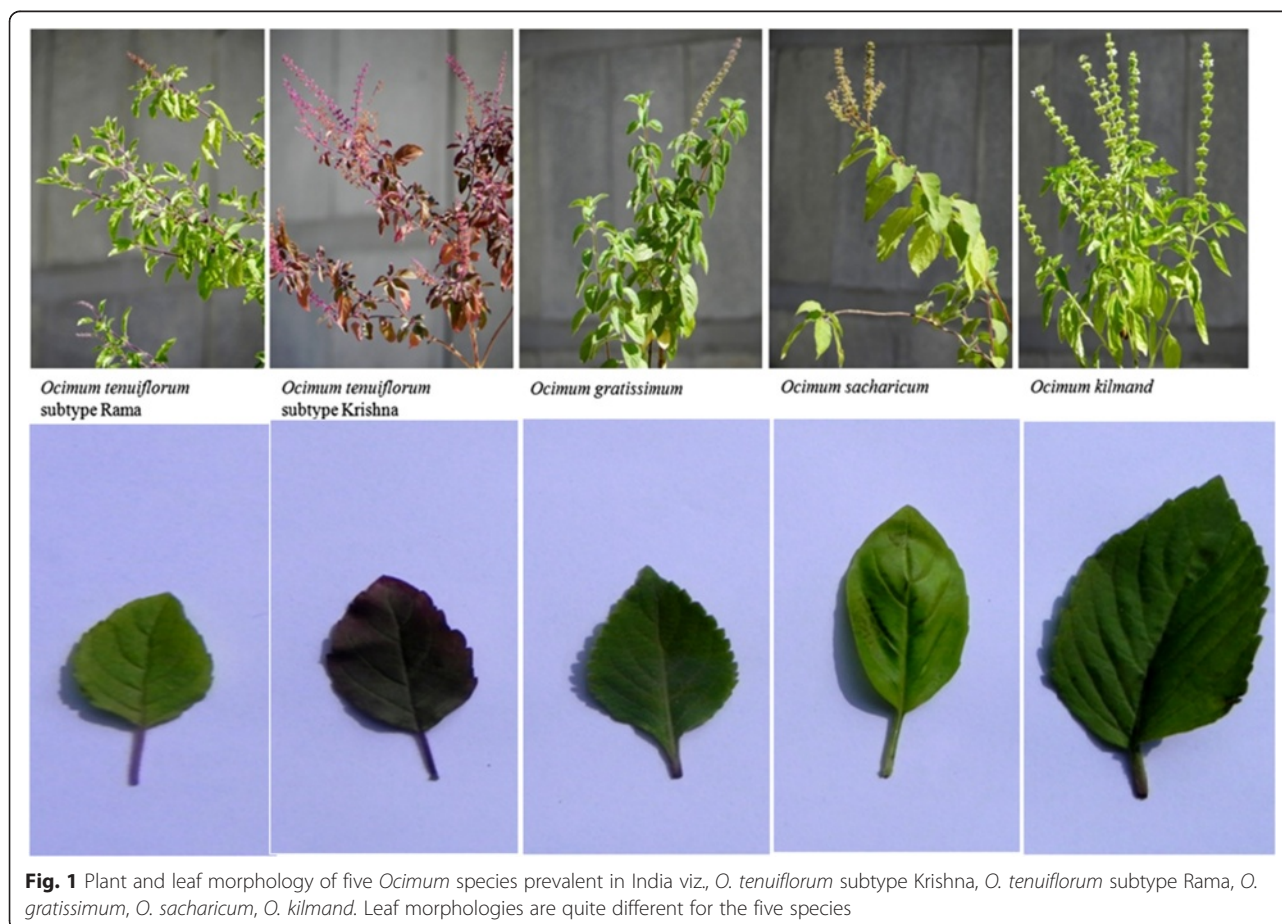 Ocimum tenuiflorum
subtype Rama
Ocimum tenuiflorum
subtype Krishna
Ocimum gratissimum
Ocimum sacharicum
Ocimum kilmand
Fig. 1 Plant and leaf morphology of five Ocimum species prevalent in India viz., O. tenuiflorum subtype Krishna, O. tenuiflorum subtype Rama, O.
gratissimum, O. sacharicum, O. kilmand. Leaf morphologies are quite different for the five species